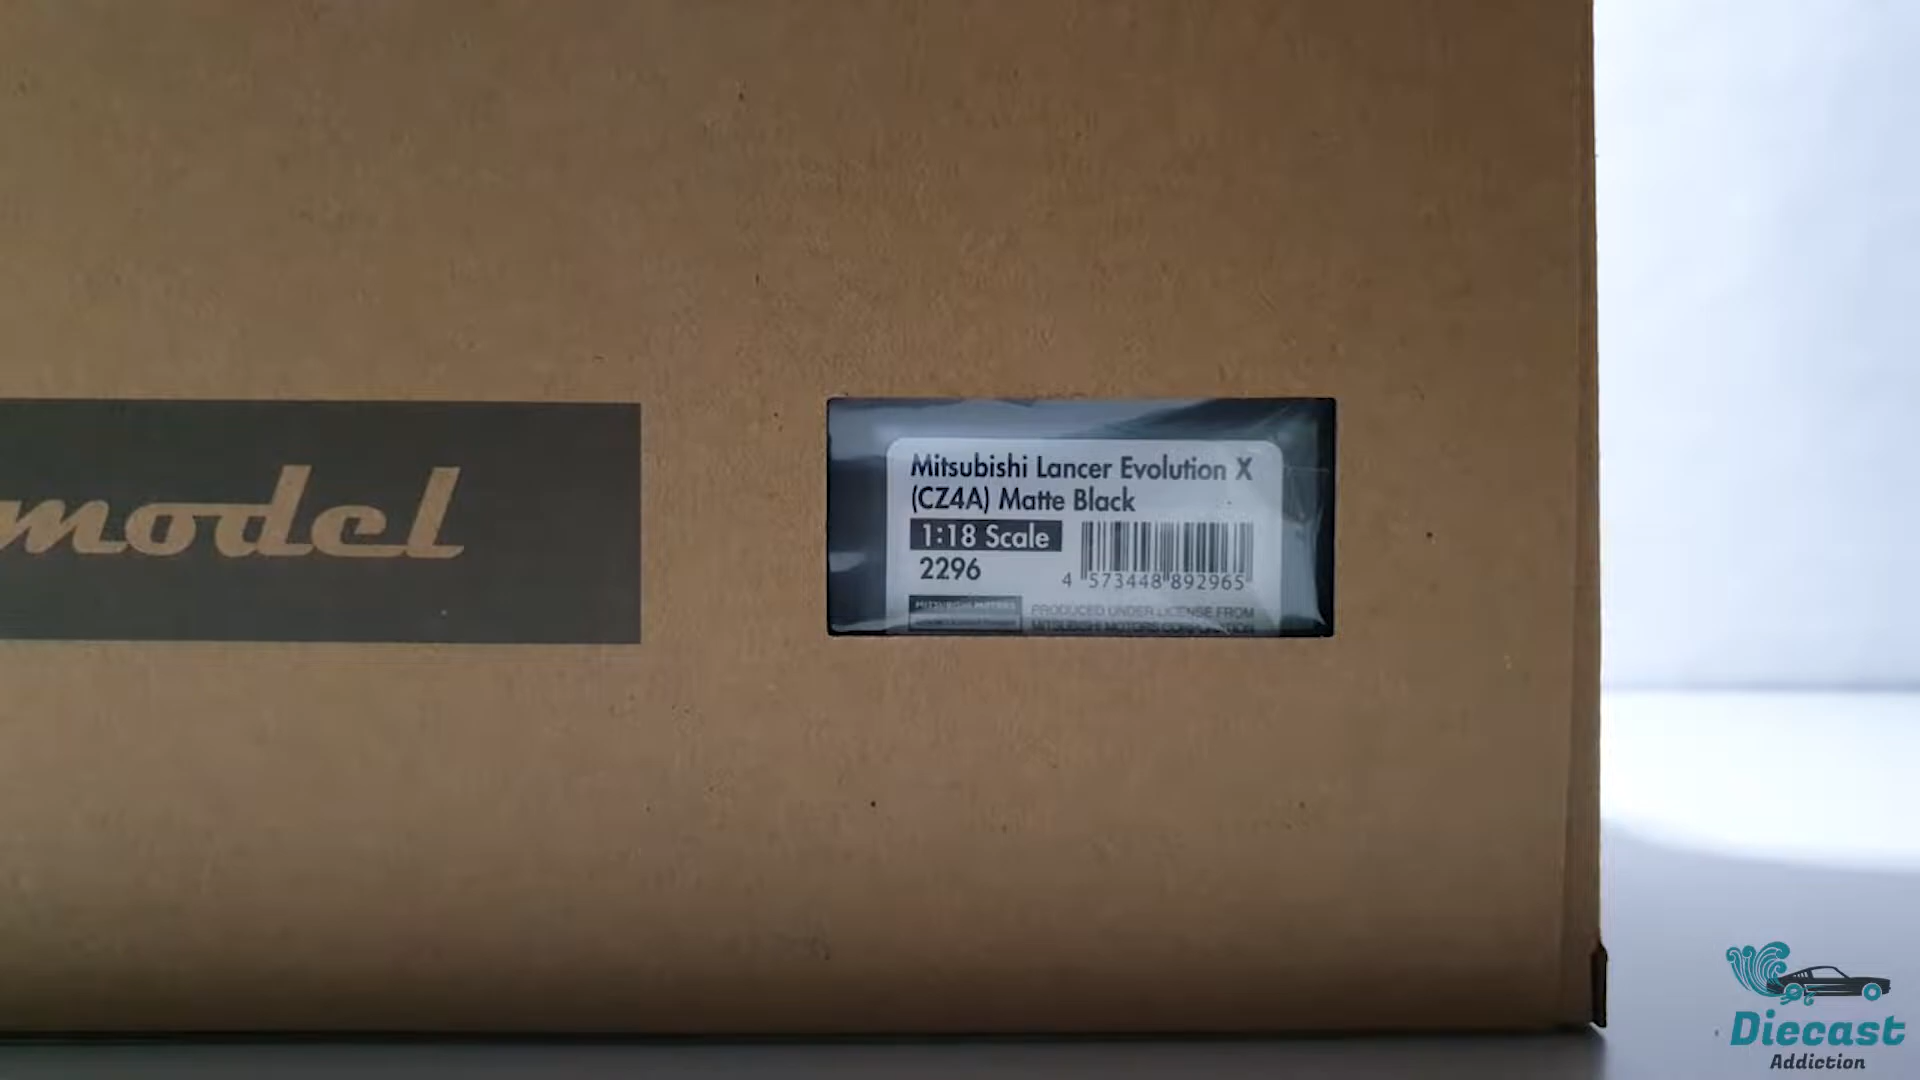 model
Mitsubishi Lancer Evolution X
(CZ4A) Matte Black
1:18 Scale
2296
4 573448 892965
MITSUBISHI MOTORS
PRODUCED UNDER LICENSE FROM
MITSUBISHI MOTORS CORPORATION
Diecast
Addiction